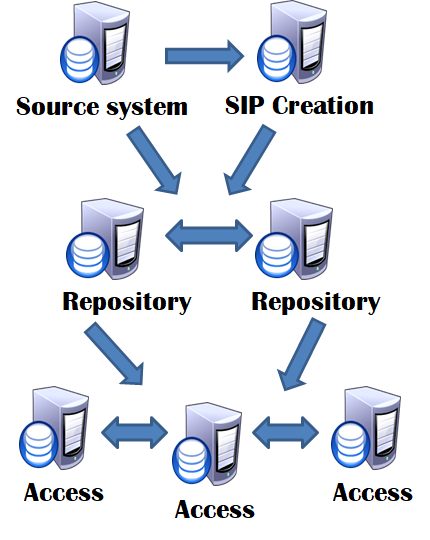 Source system
SIP Creation
Repository
Repository
Access
Access
Access